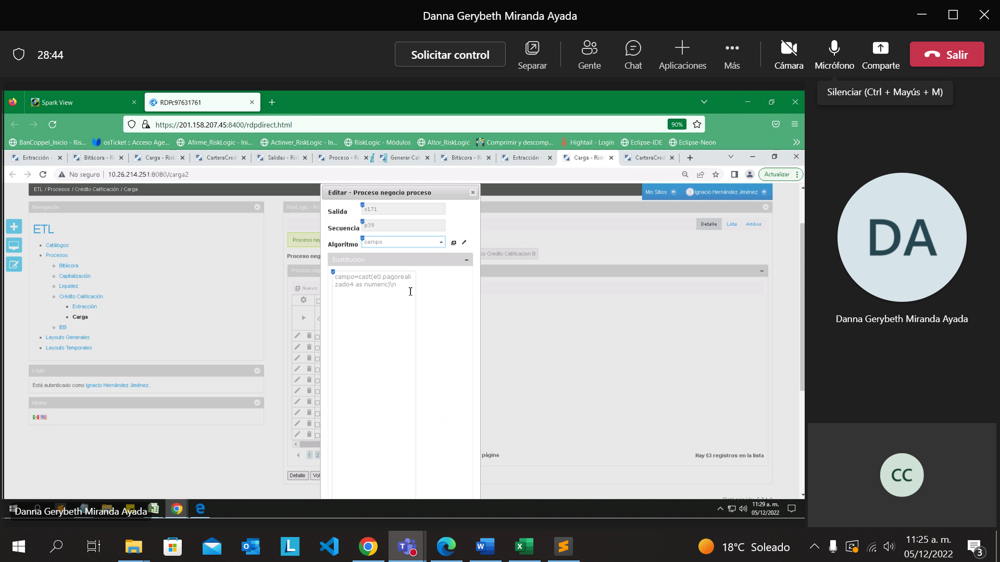 Danna Gerybeth Miranda Ayada
28:44
Solicitar control
Separar
Gente
Chat
Aplicaciones
Más
Cámara
Micrófono
Comparte
Salir
Silenciar (Ctrl + Mayús + M)
Spark View
RDPc97631761
https://201.158.207.45:8400/rdpdirect.html
90%
BanCoppel_Inicio - Ris...
osTicket :: Acceso Age...
Afirme_RiskLogic - Ini...
Actinver_RiskLogic - In...
RiskLogic - Módulos
Altor_RiskLogic
Comprimir y descomp...
Hightail - Login
Eclipse-IDE
Eclipse-Neon
Extracción -
Bitácora - R
Carga - Risk
CarteraCred
Salidas - Ris
Proceso - R
Generar Cal
Bitácora - R
Extracción -
Carga - Risk
CarteraCred
No seguro
10.26.214.251:8080/carga2
Actualizar
ETL / Procesos / Crédito Calificación / Carga
Mis Sitios
Ignacio Hernández Jiménez
Navegación
ETL
Catálogos
Procesos
Bitácora
Capitalización
Liquidez
Crédito Calificación
Extracción
Carga
IEB
Layouts Generales
Layouts Temporales
Login
Está autenticado como Ignacio Hernández Jiménez.
Idioma
RiskLogic - Pro
Detalle
Lista
Ambos
Proceso neg
Proceso neg
os Credito Calificacion B
Proceso neg
Nuevo
1 2
página
Hay 53 registros en la lista
Detalle
Vol
Editar - Proceso negocio proceso
Salida
s171
Secuencia
p39
Algoritmo
campo
Sustitucion
campo=cast(e0.pagoreali
zado4 as numeric)\n
11:29 a. m.
05/12/2022
Danna Gerybeth Miranda Ayada
DA
Danna Gerybeth Miranda Ayada
CC
18°C Soleado
11:25 a. m.
05/12/2022
3